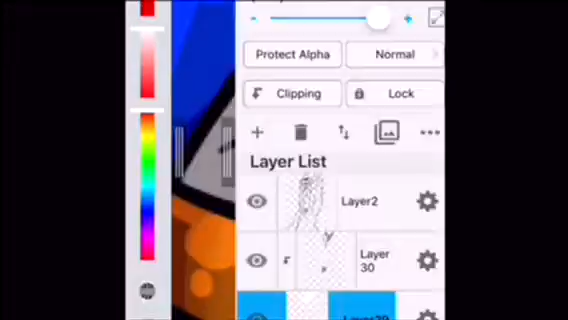 Protect Alpha
Normal
Clipping
Lock
Layer List
Layer2
Layer
30